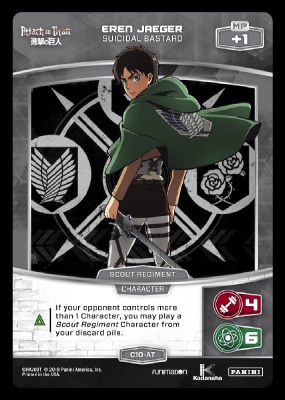 Attack on Titan
進撃の巨人
EREN JAEGER
SUICIDAL BASTARD
MP
+1
SCOUT REGIMENT
CHARACTER
If your opponent controls more
than 1 Character, you may play a
Scout Regiment Character from
your discard pile.
4
6
C10-AT
©HK/AOT © 2018 Panini America, Inc.
Printed in the USA.
FUNIMATION
K
Kodansha
PANINI